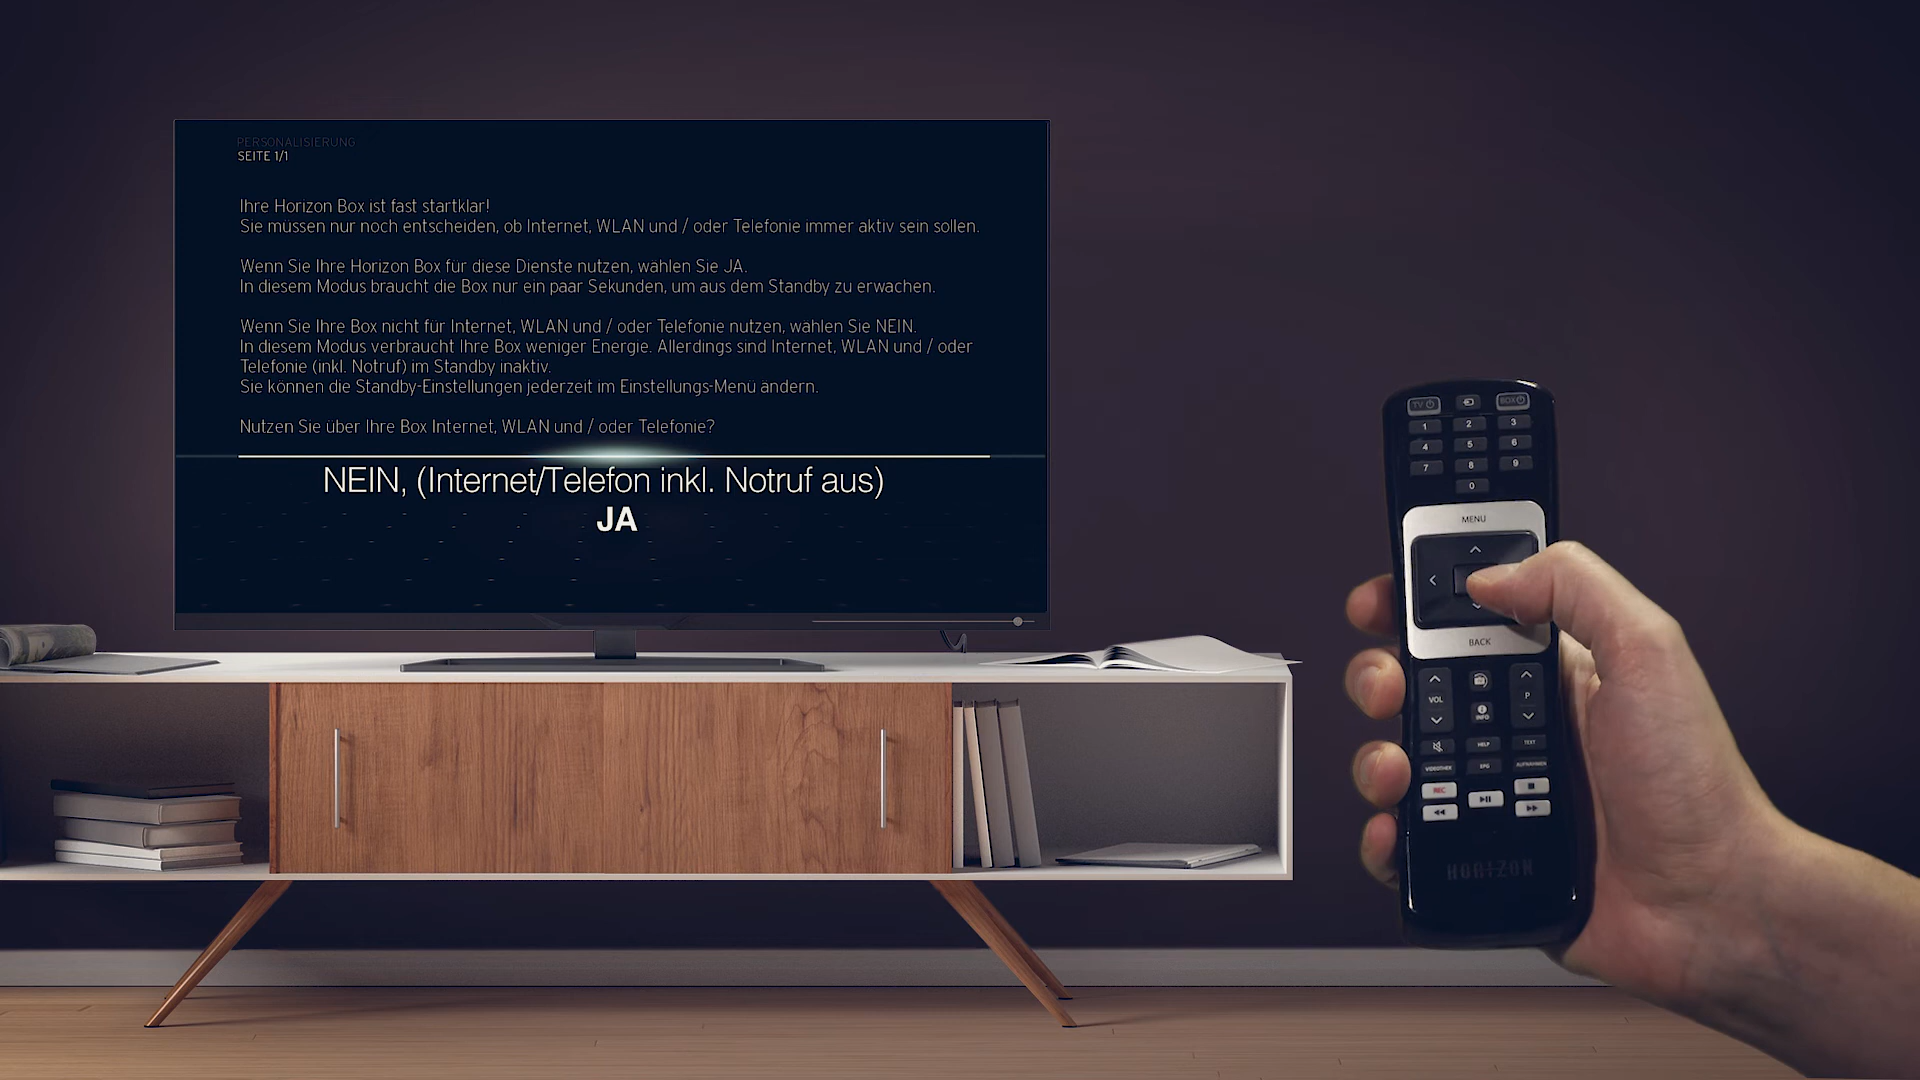 PERSONALISIERUNG
SEITE 1/1
Ihre Horizon Box ist fast startklar!
Sie müssen nur noch entscheiden, ob Internet, WLAN und / oder Telefonie immer aktiv sein sollen.
Wenn Sie Ihre Horizon Box für diese Dienste nutzen, wählen Sie JA.
In diesem Modus braucht die Box nur ein paar Sekunden, um aus dem Standby zu erwachen.
Wenn Sie Ihre Box nicht für Internet, WLAN und / oder Telefonie nutzen, wählen Sie NEIN.
In diesem Modus verbraucht Ihre Box weniger Energie. Allerdings sind Internet, WLAN und / oder
Telefonie (inkl. Notruf) im Standby inaktiv.
Sie können die Standby-Einstellungen jederzeit im Einstellungs-Menü ändern.
Nutzen Sie über Ihre Box Internet, WLAN und / oder Telefonie?
NEIN, (Internet/Telefon inkl. Notruf aus)
JA
TV BOX
1 2 3
4 5 6
7 8 9
0
MENU
BACK
VOL P
INFO
HELP TEXT
VIDEOTHEK EPG AUFNAHMEN
REC
HORIZON